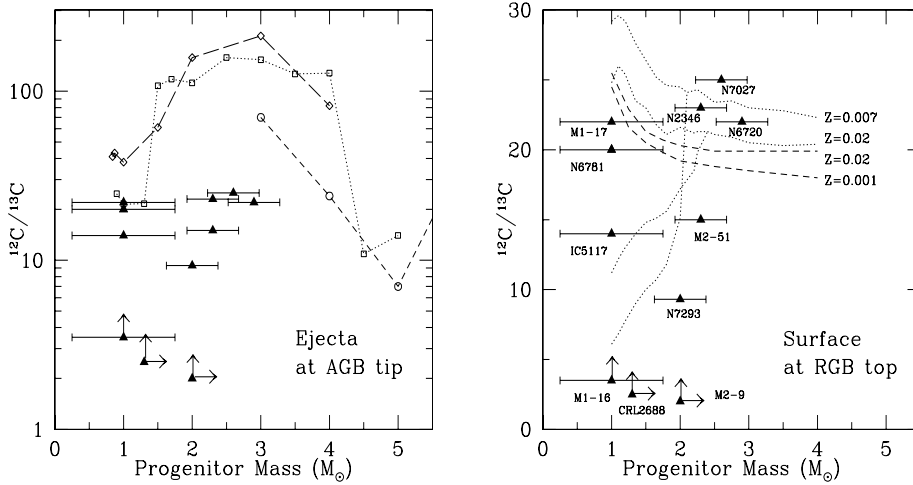 100
10
1
0
1
2
3
4
5
¹²C/¹³C
Progenitor Mass (M☉)
Ejecta
at AGB tip
30
20
10
0
0
1
2
3
4
5
¹²C/¹³C
Progenitor Mass (M☉)
N7027
N2346
N6720
M1-17
N6781
IC5117
M2-51
N7293
M1-16
CRL2688
M2-9
Z=0.007
Z=0.02
Z=0.02
Z=0.001
Surface
at RGB top